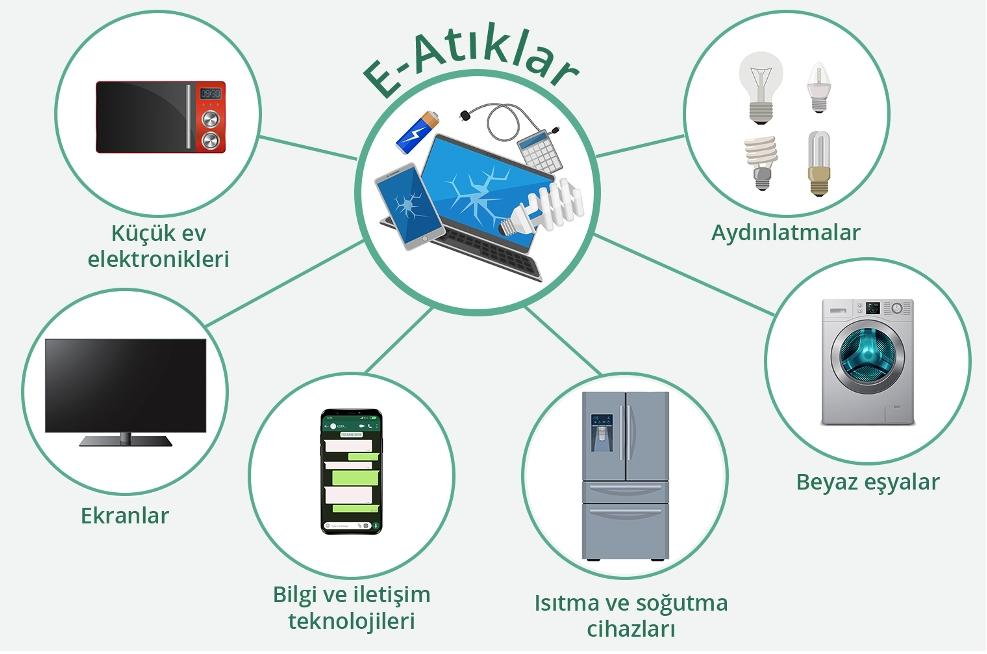 E-Atıklar
Küçük ev
elektronikleri
Aydınlatmalar
Ekranlar
Beyaz eşyalar
Bilgi ve iletişim
teknolojileri
Isıtma ve soğutma
cihazları